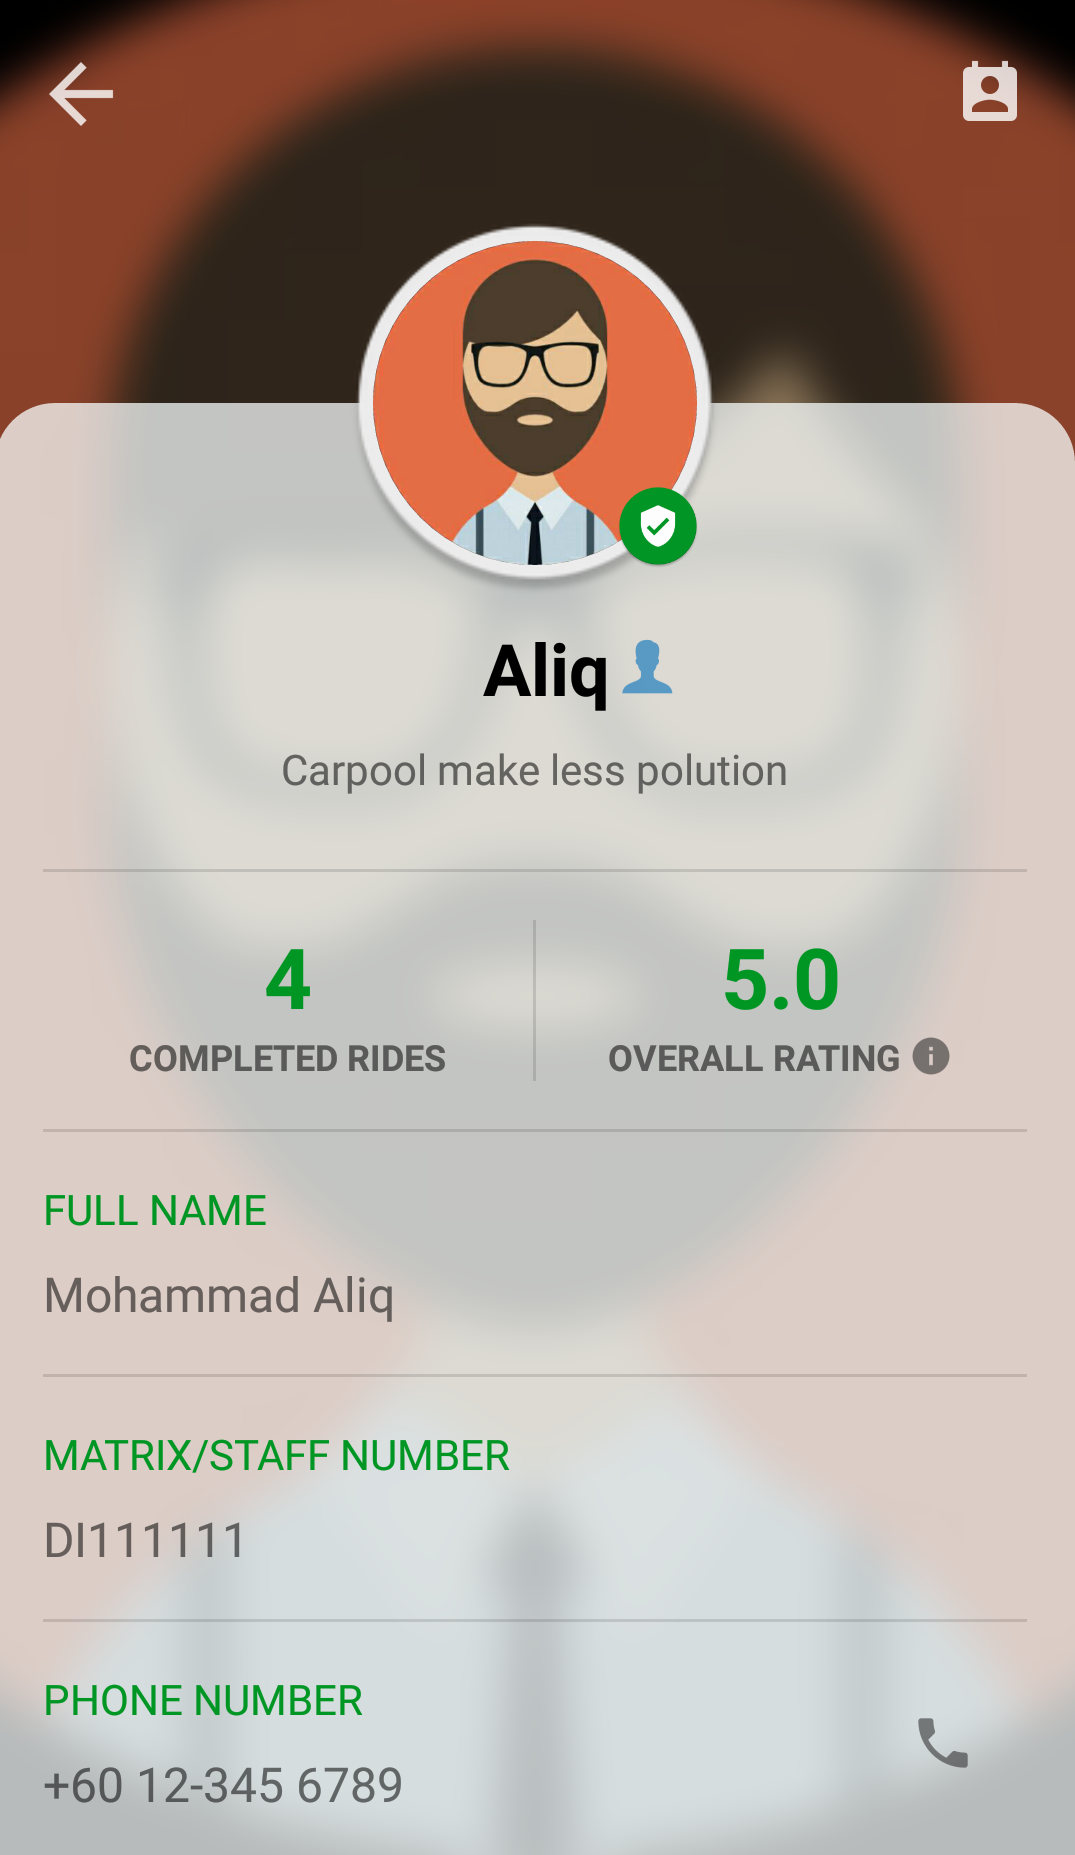 Aliq
Carpool make less polution
4
COMPLETED RIDES
5.0
OVERALL RATING
FULL NAME
Mohammad Aliq
MATRIX/STAFF NUMBER
DI111111
PHONE NUMBER
+60 12-345 6789